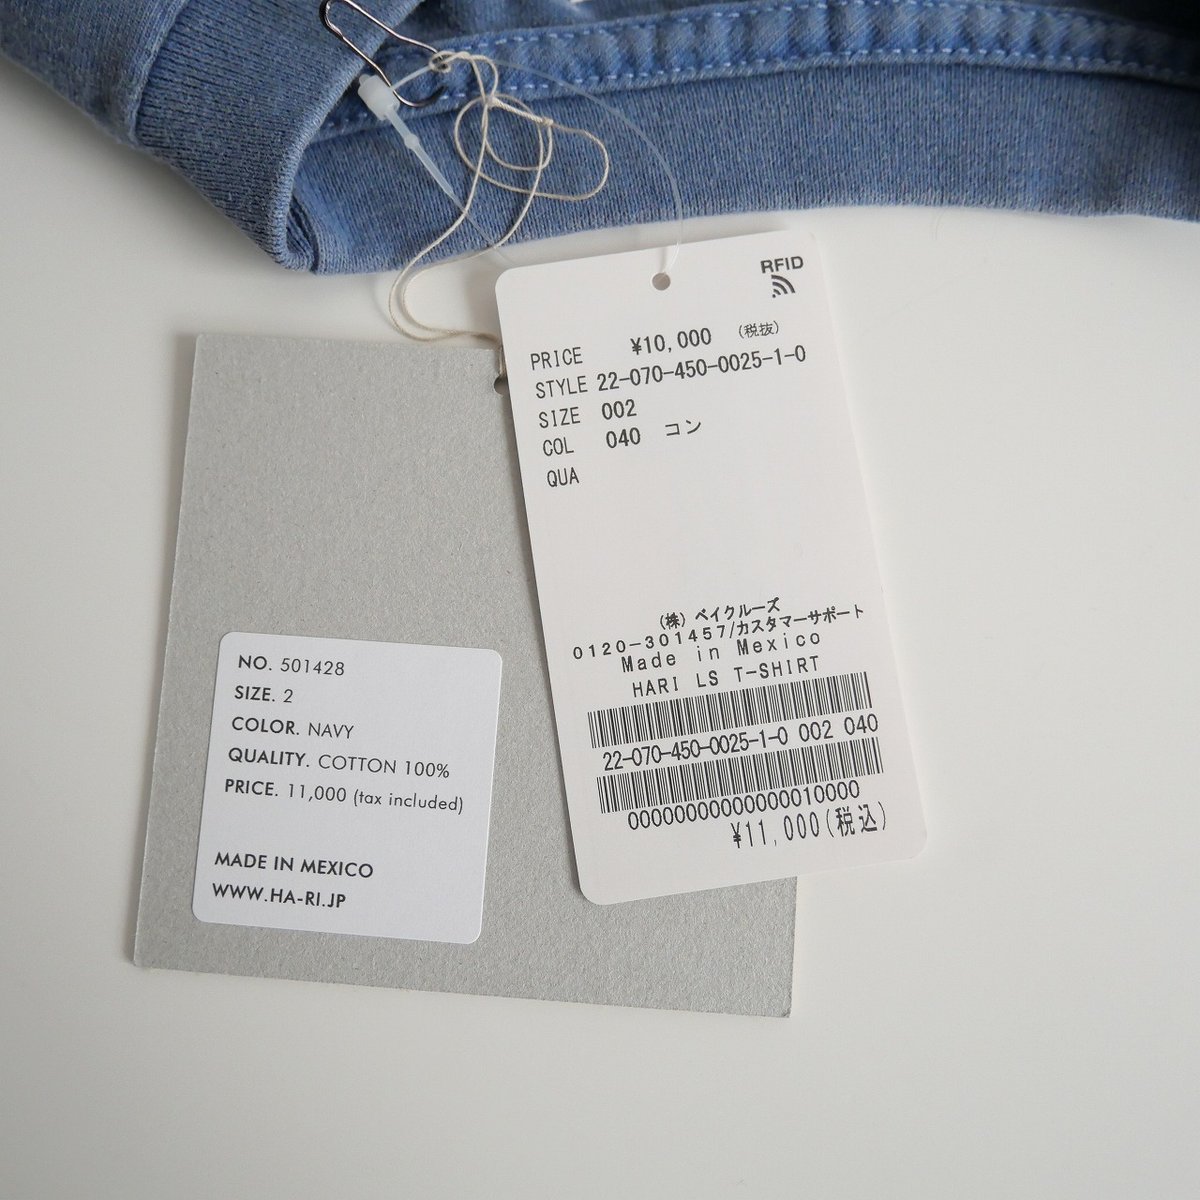 RFID
PRICE ¥10,000 (税抜)
STYLE 22-070-450-0025-1-0
SIZE 002
COL 040 コン
QUA
(株) ベイクルーズ
0120-301457/カスタマーサポート
Made in Mexico
HARI LS T-SHIRT
22-070-450-0025-1-0 002 040
00000000000000010000
¥11,000(税込)
NO. 501428
SIZE. 2
COLOR. NAVY
QUALITY. COTTON 100%
PRICE. 11,000 (tax included)
MADE IN MEXICO
WWW.HA-RI.JP